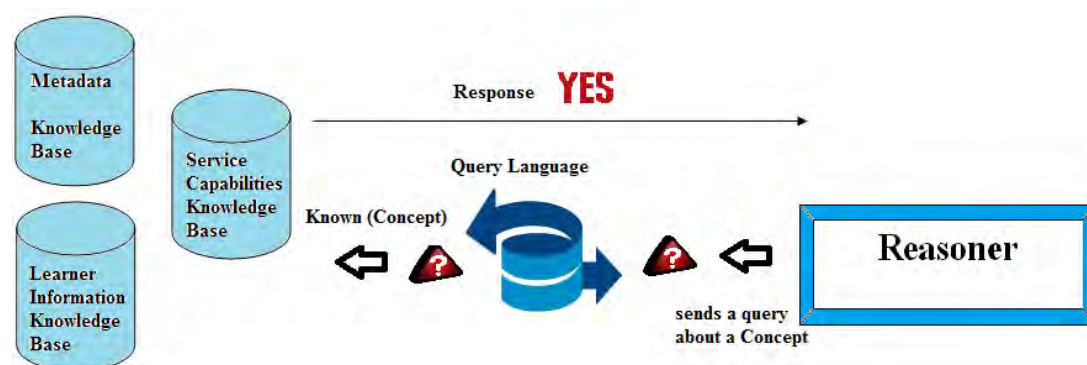 Metadata
Knowledge
Base
Service
Capabilities
Knowledge
Base
Learner
Information
Knowledge
Base
Response YES
Query Language
Known (Concept)
?
?
sends a query
about a Concept
Reasoner